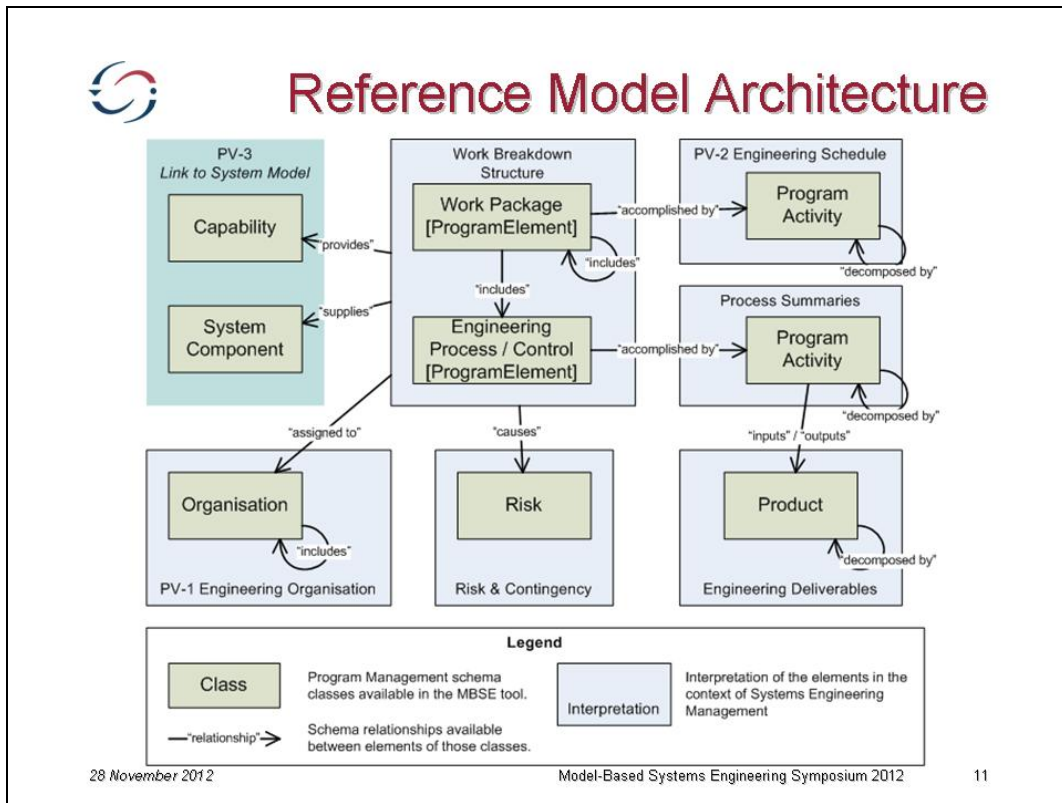 Reference Model Architecture
PV-3
Link to System Model
Capability
System
Component
Work Breakdown
Structure
Work Package
[ProgramElement]
"includes"
"includes"
Engineering
Process / Control
[ProgramElement]
PV-2 Engineering Schedule
Program
Activity
"decomposed by"
"accomplished by"
"provides"
"supplies"
Process Summaries
Program
Activity
"decomposed by"
"accomplished by"
"assigned to"
"causes"
"inputs" / "outputs"
Organisation
"includes"
PV-1 Engineering Organisation
Risk
Risk & Contingency
Product
"decomposed by"
Engineering Deliverables
Legend
Class
Program Management schema
classes available in the MBSE tool.
"relationship"
Schema relationships available
between elements of those classes.
Interpretation
Interpretation of the elements in the
context of Systems Engineering
Management
28 November 2012
Model-Based Systems Engineering Symposium 2012
11